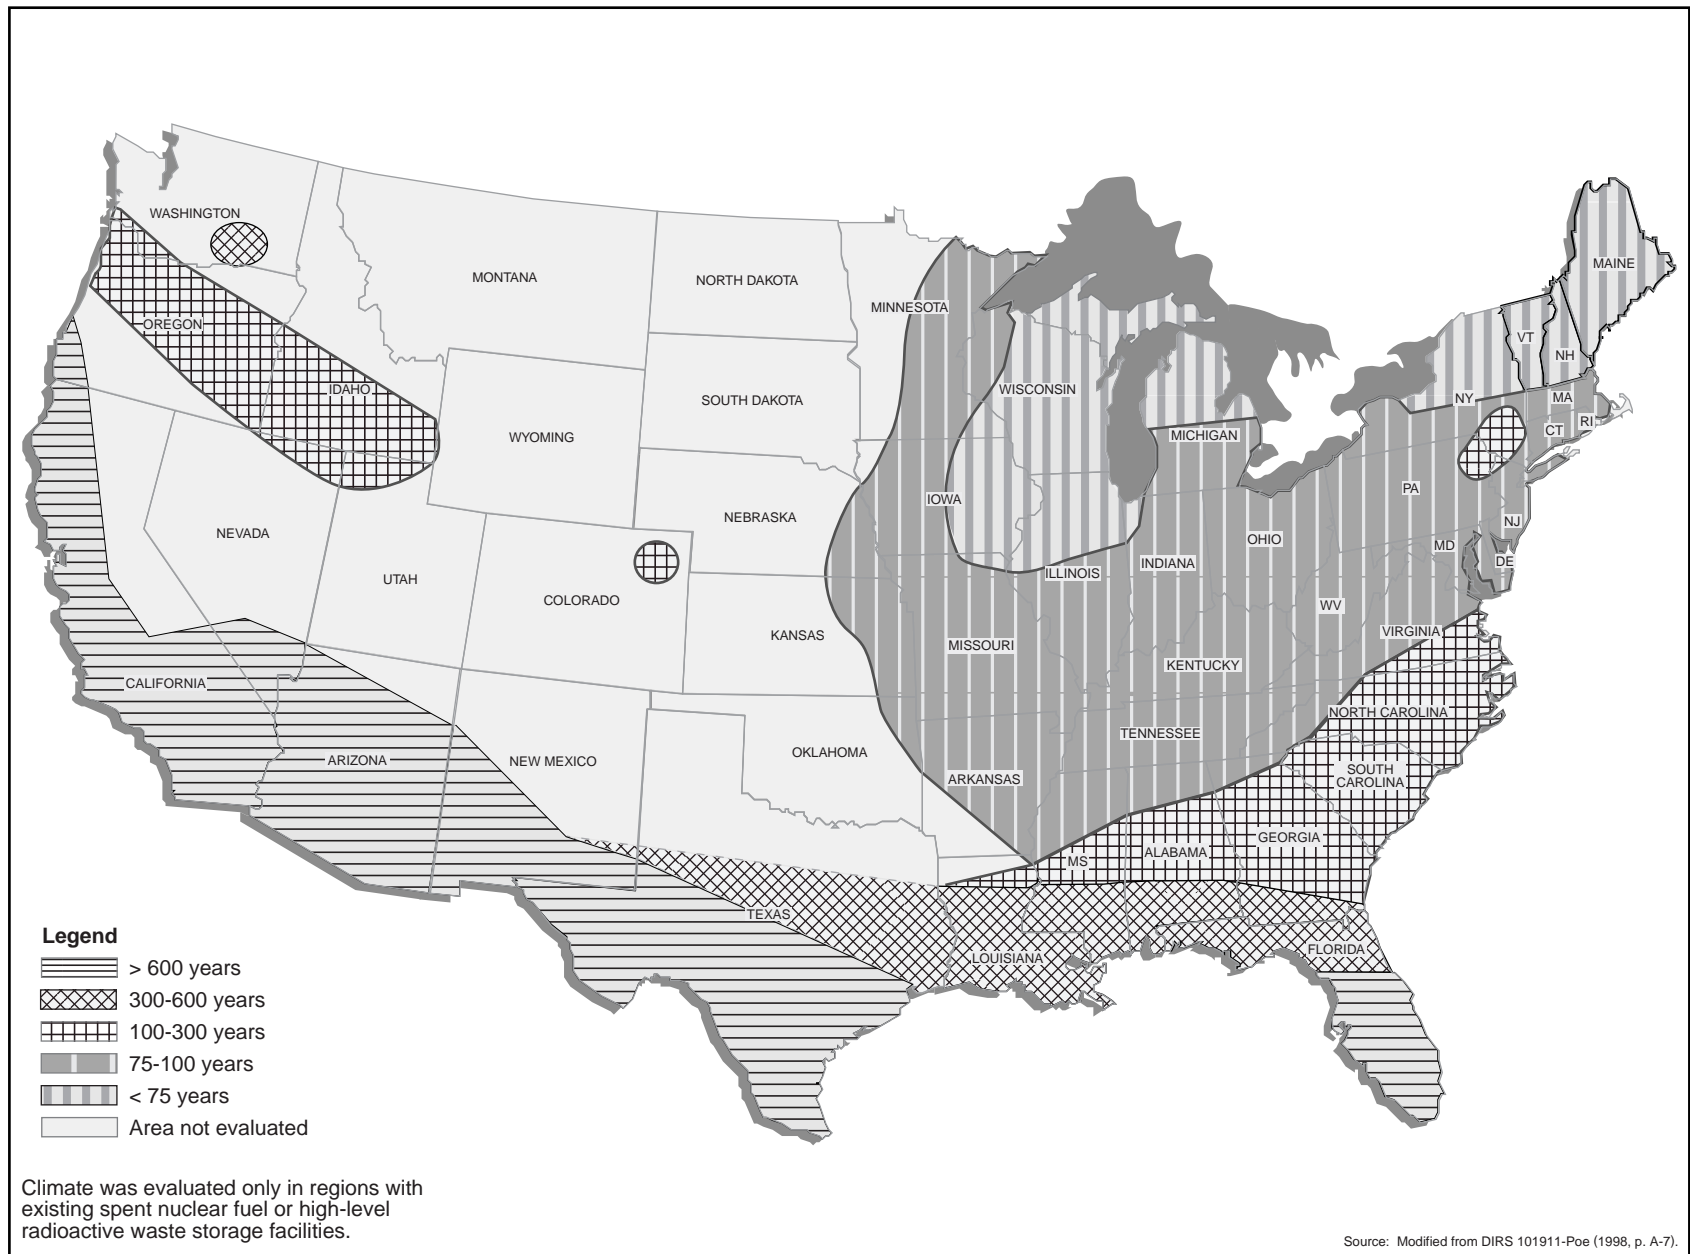 WASHINGTON
MONTANA
NORTH DAKOTA
MINNESOTA
MAINE
OREGON
VT
NH
IDAHO
WISCONSIN
SOUTH DAKOTA
NY
MA
RI
CT
WYOMING
MICHIGAN
IOWA
PA
NEBRASKA
NJ
NEVADA
OHIO
MD
DE
INDIANA
ILLINOIS
UTAH
COLORADO
WV
KANSAS
VIRGINIA
MISSOURI
KENTUCKY
CALIFORNIA
NORTH CAROLINA
TENNESSEE
ARIZONA
NEW MEXICO
OKLAHOMA
ARKANSAS
SOUTH
CAROLINA
GEORGIA
MS
ALABAMA
TEXAS
LOUISIANA
FLORIDA
Legend
> 600 years
300-600 years
100-300 years
75-100 years
< 75 years
Area not evaluated
Climate was evaluated only in regions with
existing spent nuclear fuel or high-level
radioactive waste storage facilities.
Source: Modified from DIRS 101911-Poe (1998, p. A-7).